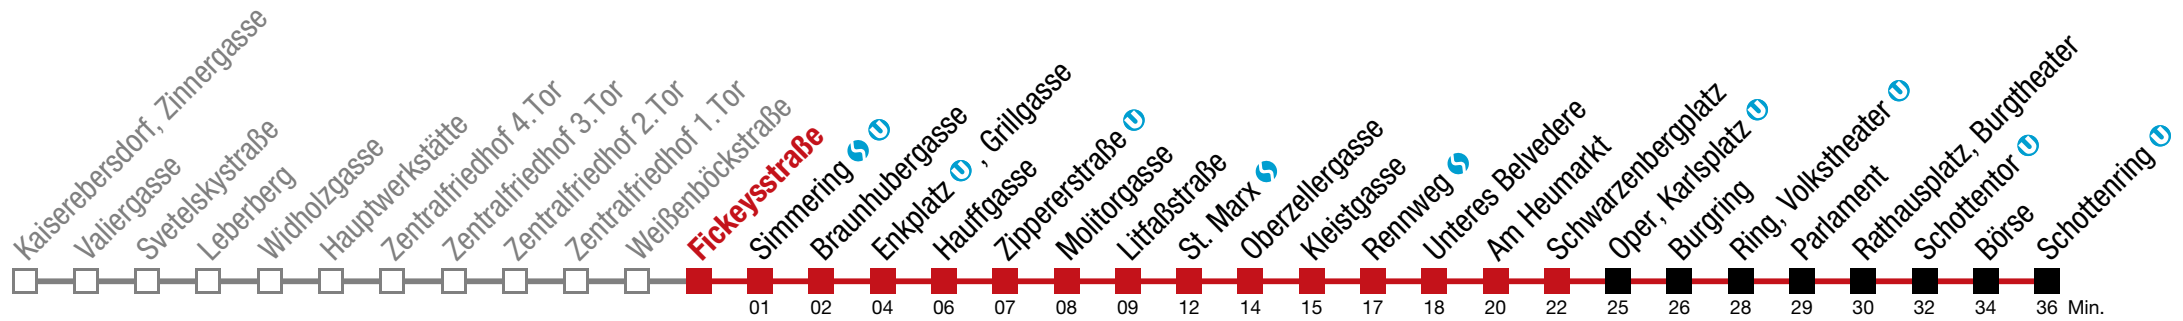 Kaiserebersdorf, Zinnergasse
Valiergasse
Svetelskystraße
Leberberg
Widholzgasse
Hauptwerkstätte
Zentralfriedhof 4.Tor
Zentralfriedhof 3.Tor
Zentralfriedhof 2.Tor
Zentralfriedhof 1.Tor
Weißenböckstraße
Fickeysstraße
Simmering S U
Braunhubergasse
Enkplatz U , Grillgasse
Hauffgasse
Zippererstraße U
Molitorgasse
Litfaßstraße
St. Marx S
Oberzellergasse
Kleistgasse
Rennweg S
Unteres Belvedere
Am Heumarkt
Schwarzenbergplatz
Oper, Karlsplatz U
Burgring
Ring, Volkstheater U
Parlament
Rathausplatz, Burgtheater
Schottentor U
Börse
Schottenring U
01 02 04 06 07 08 09 12 14 15 17 18 20 22 25 26 28 29 30 32 34 36 Min.